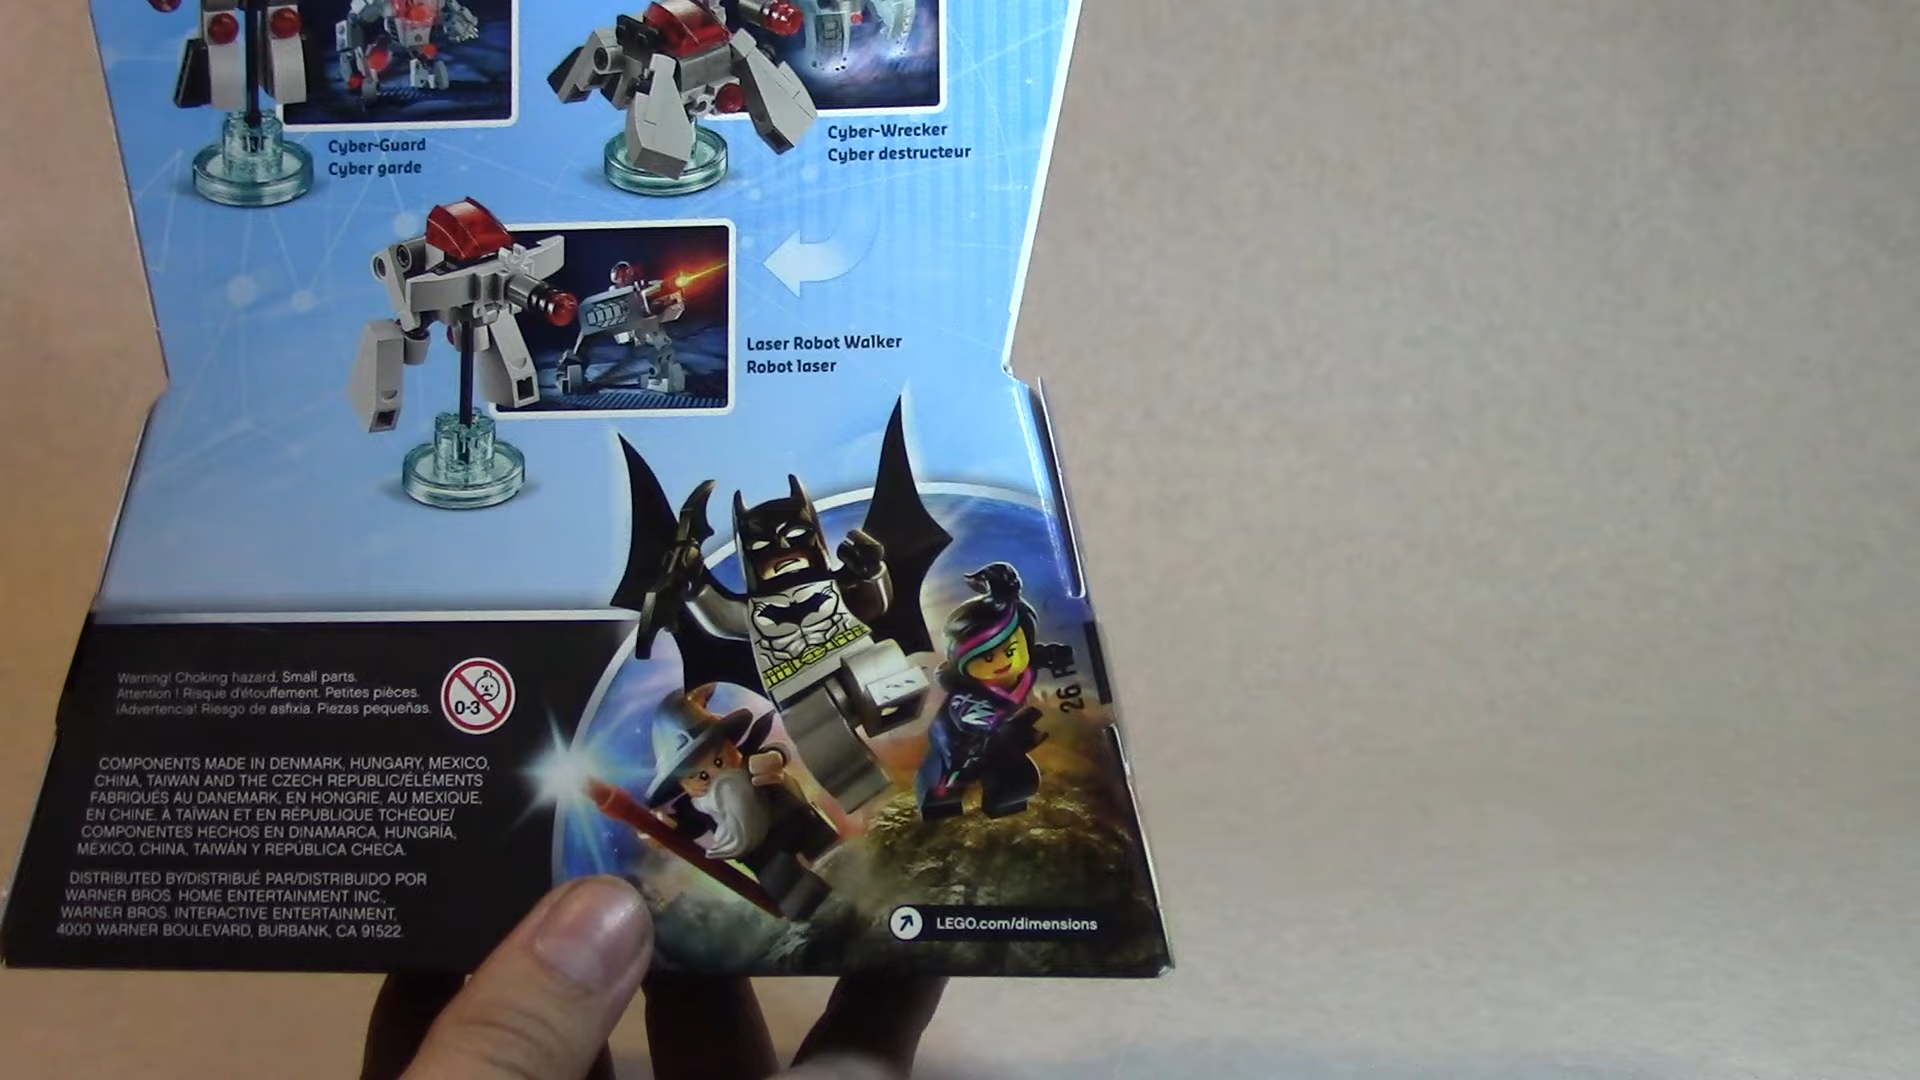 Cyber-Guard
Cyber garde
Cyber-Wrecker
Cyber destructeur
Laser Robot Walker
Robot laser
Warning! Choking hazard. Small parts.
Attention ! Risque d'étouffement. Petites pièces.
¡Advertencia! Riesgo de asfixia. Piezas pequeñas.
0-3
COMPONENTS MADE IN DENMARK, HUNGARY, MEXICO,
CHINA, TAIWAN AND THE CZECH REPUBLIC/ÉLÉMENTS
FABRIQUÉS AU DANEMARK, EN HONGRIE, AU MEXIQUE,
EN CHINE, À TAÏWAN ET EN RÉPUBLIQUE TCHÈQUE/
COMPONENTES HECHOS EN DINAMARCA, HUNGRÍA,
MÉXICO, CHINA, TAIWÁN Y REPÚBLICA CHECA.
DISTRIBUTED BY/DISTRIBUÉ PAR/DISTRIBUIDO POR
WARNER BROS. HOME ENTERTAINMENT INC.,
WARNER BROS. INTERACTIVE ENTERTAINMENT,
4000 WARNER BOULEVARD, BURBANK, CA 91522.
26
LEGO.com/dimensions